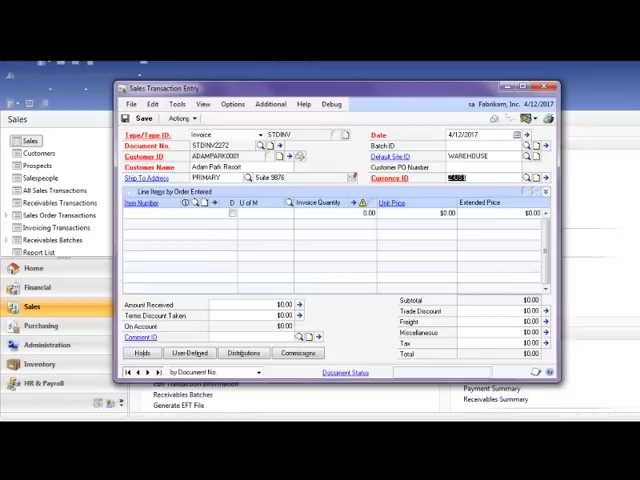 Sales Transaction Entry
File Edit Tools View Options Additional Help Debug
sa Fabrikam, Inc. 4/12/2017
Save Actions
Type/Type ID: Invoice STDINV
Date 4/12/2017
Document No. STDINV2272
Batch ID
Customer ID ADAMPARK0001
Default Site ID WAREHOUSE
Customer Name Adam Park Resort
Customer PO Number
Ship To Address PRIMARY Suite 9876
Currency ID
Line Items by Order Entered
Item Number D U of M Invoice Quantity Unit Price Extended Price
0.00 $0.00 $0.00
Amount Received $0.00
Terms Discount Taken $0.00
On Account $0.00
Comment ID
Subtotal $0.00
Trade Discount $0.00
Freight $0.00
Miscellaneous $0.00
Tax $0.00
Total $0.00
Holds User-Defined Distributions Commissions
by Document No.
Document Status
Sales
Sales
Customers
Prospects
Salespeople
All Sales Transactions
Receivables Transactions
Sales Order Transactions
Invoicing Transactions
Receivables Batches
Report List
Home
Financial
Sales
Purchasing
Administration
Inventory
HR & Payroll
Edit Transaction Information
Receivables Batches
Generate EFT File
Payment Summary
Receivables Summary